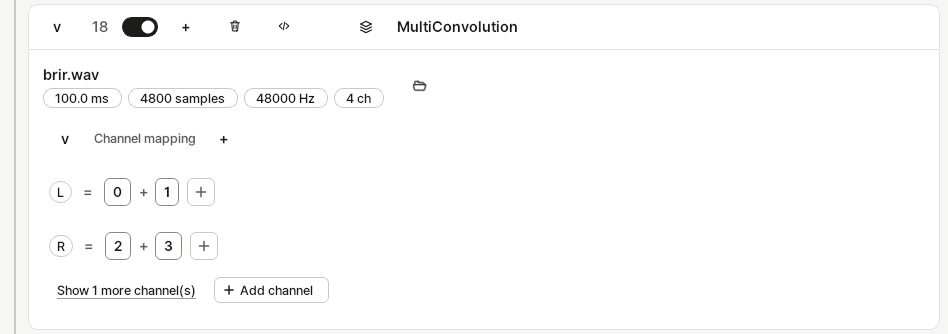 v 18 + </> MultiConvolution
brir.wav
100.0 ms 4800 samples 48000 Hz 4 ch
v Channel mapping +
L = 0 + 1 +
R = 2 + 3 +
Show 1 more channel(s) + Add channel